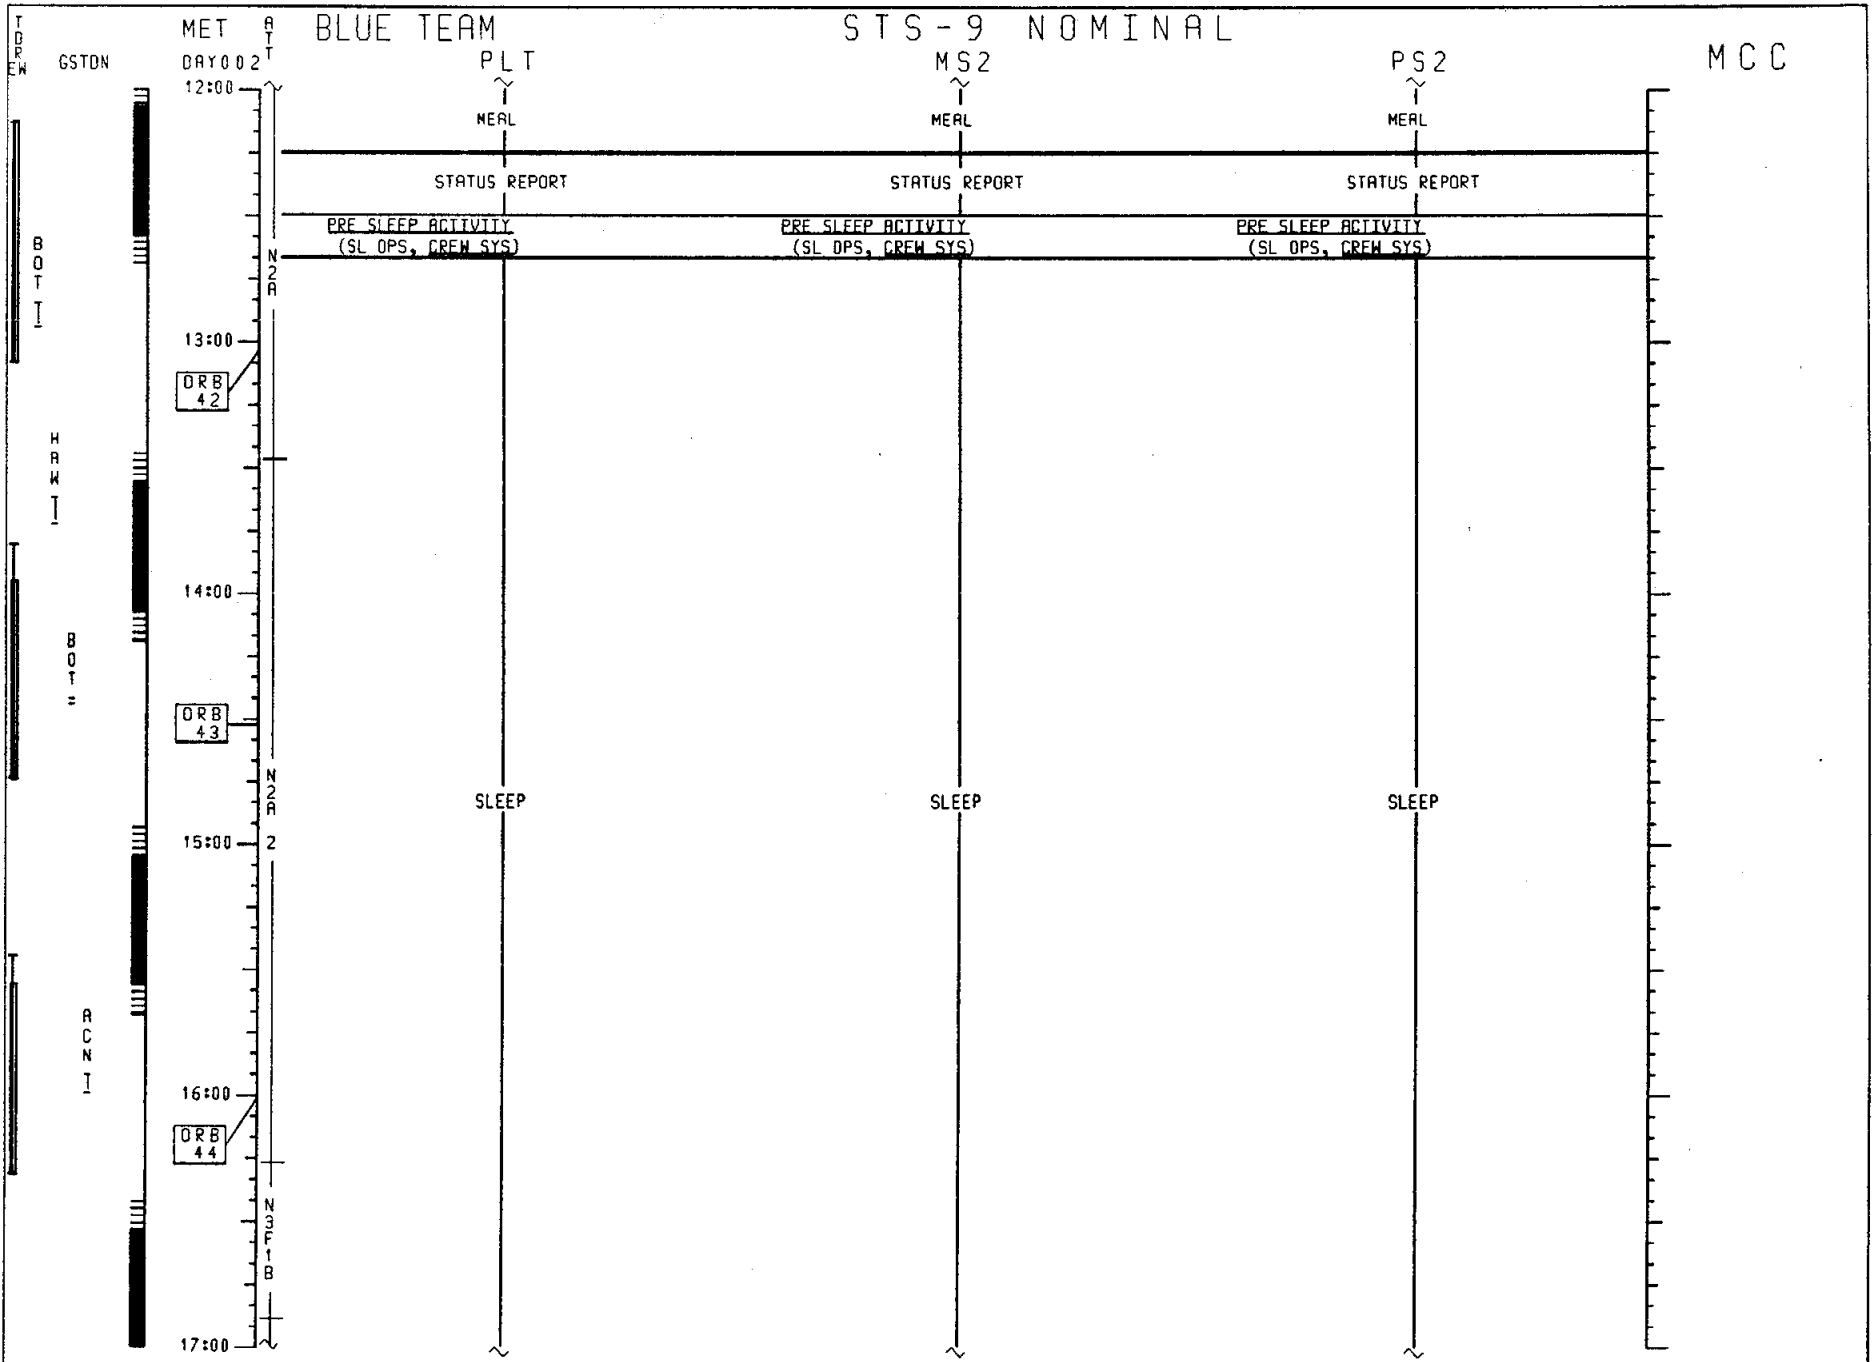 TDR EW
GSTDN
MET
DAY002
ATT
BLUE TEAM
STS-9 NOMINAL
PLT
MS2
PS2
MCC
12:00
MEAL
MEAL
MEAL
STATUS REPORT
STATUS REPORT
STATUS REPORT
PRE SLEEP ACTIVITY
PRE SLEEP ACTIVITY
PRE SLEEP ACTIVITY
(SL OPS, CREW SYS)
(SL OPS, CREW SYS)
(SL OPS, CREW SYS)
BOT
N2A
13:00
ORB
42
HAW
14:00
BOT
ORB
43
N2A 2
SLEEP
SLEEP
SLEEP
15:00
ACN
16:00
ORB
44
N3F1B
17:00